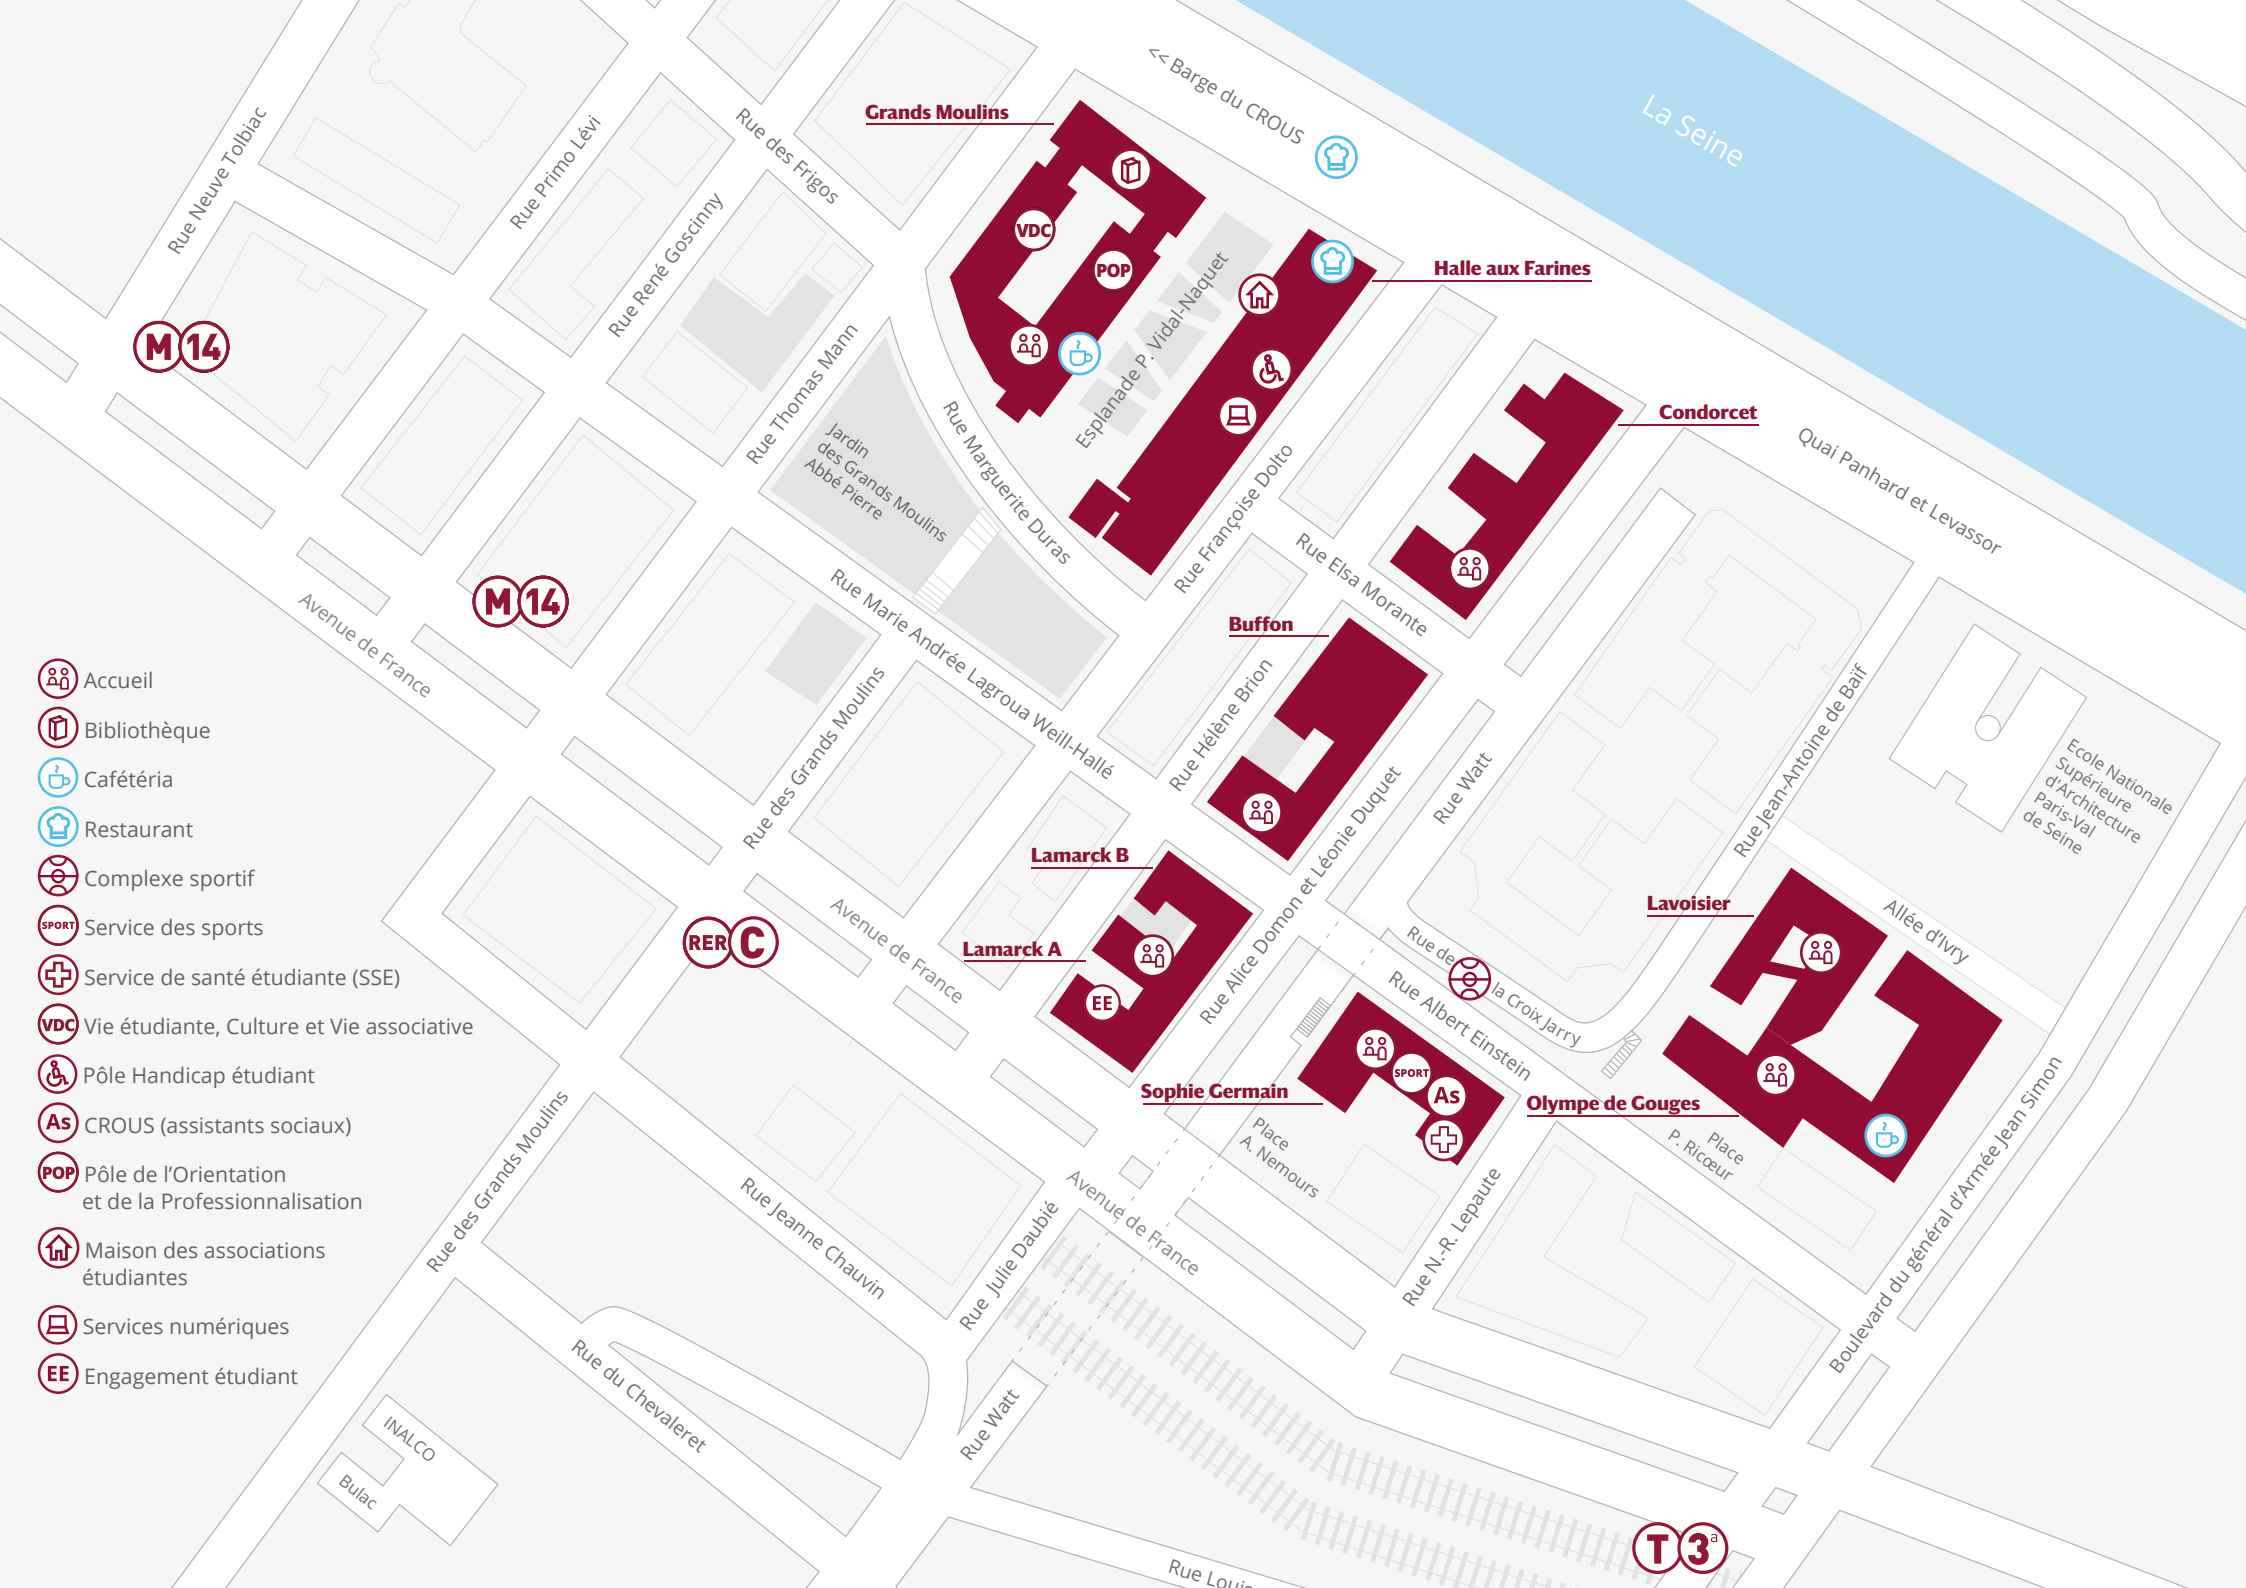 << Barge du CROUS
La Seine
Grands Moulins
Rue Neuve Tolbiac
Rue Primo Lévi
Rue des Frigos
Rue René Goscinny
VDC
POP
Halle aux Farines
Esplanade P. Vidal-Naquet
M 14
Rue Thomas Mann
Jardin
des Grands Moulins
Abbé Pierre
Rue Marguerite Duras
Rue Françoise Dolto
Condorcet
Quai Panhard et Levassor
Rue Elsa Morante
M 14
Avenue de France
Rue Marie Andrée Lagroua Weill-Hallé
Buffon
Rue Hélène Brion
Rue des Grands Moulins
Rue Alice Domon et Léonie Duquet
Rue Watt
Rue Jean-Antoine de Baïf
Ecole Nationale
Supérieure
d'Architecture
Paris-Val
de Seine
Lamarck B
Lamarck A
EE
Avenue de France
RER C
Lavoisier
Allée d'Ivry
Rue de la Croix Jarry
Rue Albert Einstein
Sophie Germain
SPORT
As
Olympe de Gouges
Place
A. Nemours
Place
P. Ricœur
Rue N.-R. Lepaute
Boulevard du général d'Armée Jean Simon
Avenue de France
Rue des Grands Moulins
Rue Jeanne Chauvin
Rue Julie Daubié
Rue du Chevaleret
Rue Watt
INALCO
Bulac
T 3a
Rue Louis
Accueil
Bibliothèque
Cafétéria
Restaurant
Complexe sportif
SPORT Service des sports
Service de santé étudiante (SSE)
VDC Vie étudiante, Culture et Vie associative
Pôle Handicap étudiant
As CROUS (assistants sociaux)
POP Pôle de l'Orientation
et de la Professionnalisation
Maison des associations
étudiantes
Services numériques
EE Engagement étudiant